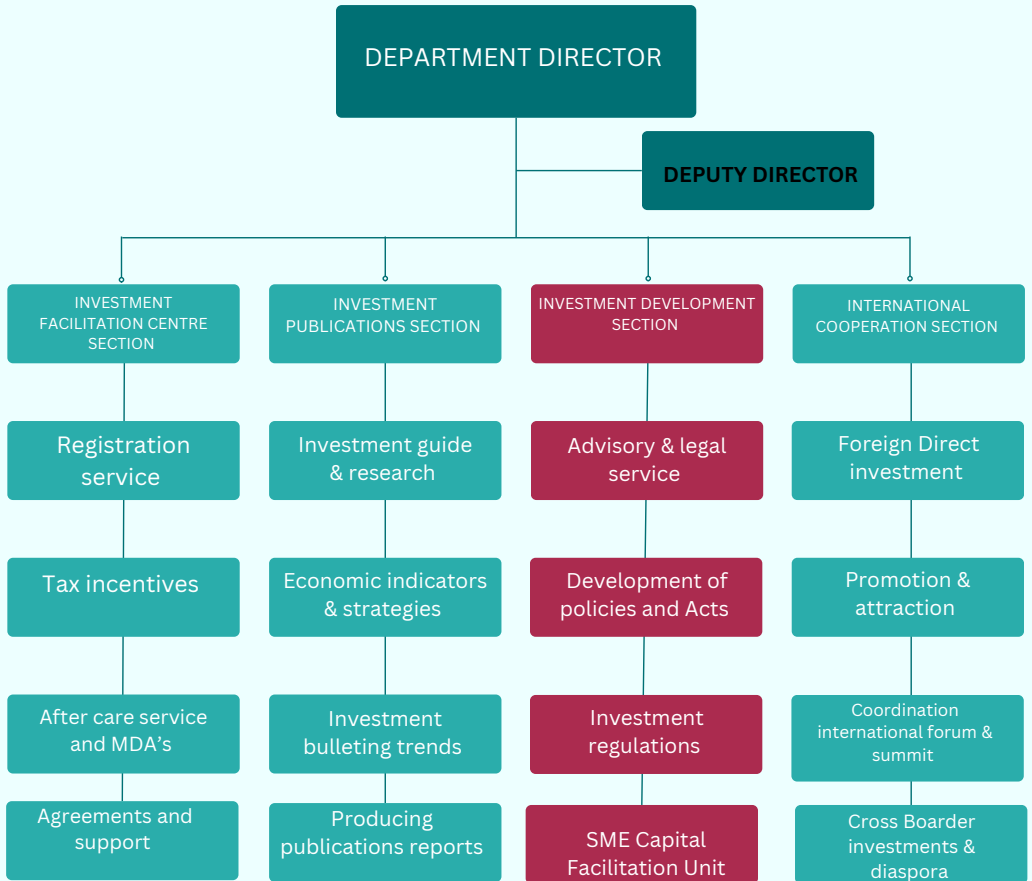 DEPARTMENT DIRECTOR
DEPUTY DIRECTOR
INVESTMENT
FACILITATION CENTRE
SECTION
INVESTMENT
PUBLICATIONS SECTION
INVESTMENT DEVELOPMENT
SECTION
INTERNATIONAL
COOPERATION SECTION
Registration
service
Investment guide
& research
Advisory & legal
service
Foreign Direct
investment
Tax incentives
Economic indicators
& strategies
Development of
policies and Acts
Promotion &
attraction
After care service
and MDA’s
Investment
bulleting trends
Investment
regulations
Coordination
international forum &
summit
Agreements and
support
Producing
publications reports
SME Capital
Facilitation Unit
Cross Boarder
investments &
diaspora